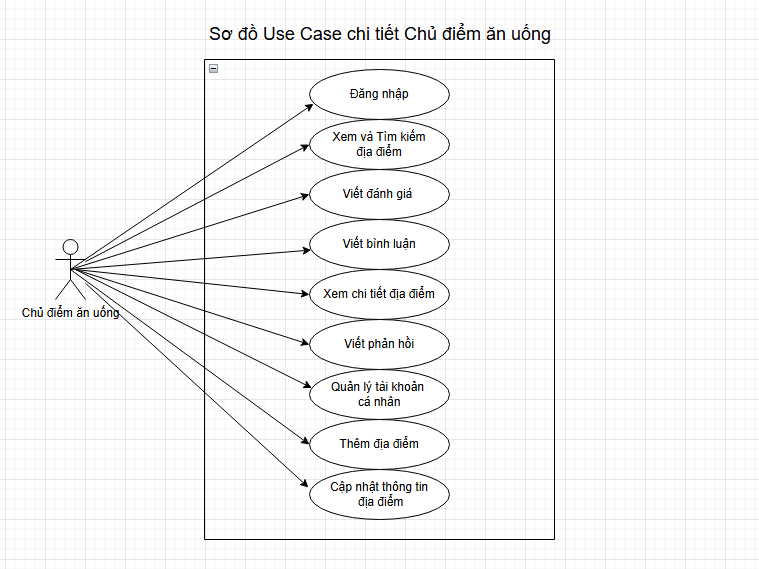 Sơ đồ Use Case chi tiết Chủ điểm ăn uống
Đăng nhập
Xem và Tìm kiếm
địa điểm
Viết đánh giá
Viết bình luận
Xem chi tiết địa điểm
Viết phản hồi
Quản lý tài khoản
cá nhân
Thêm địa điểm
Cập nhật thông tin
địa điểm
Chủ điểm ăn uống